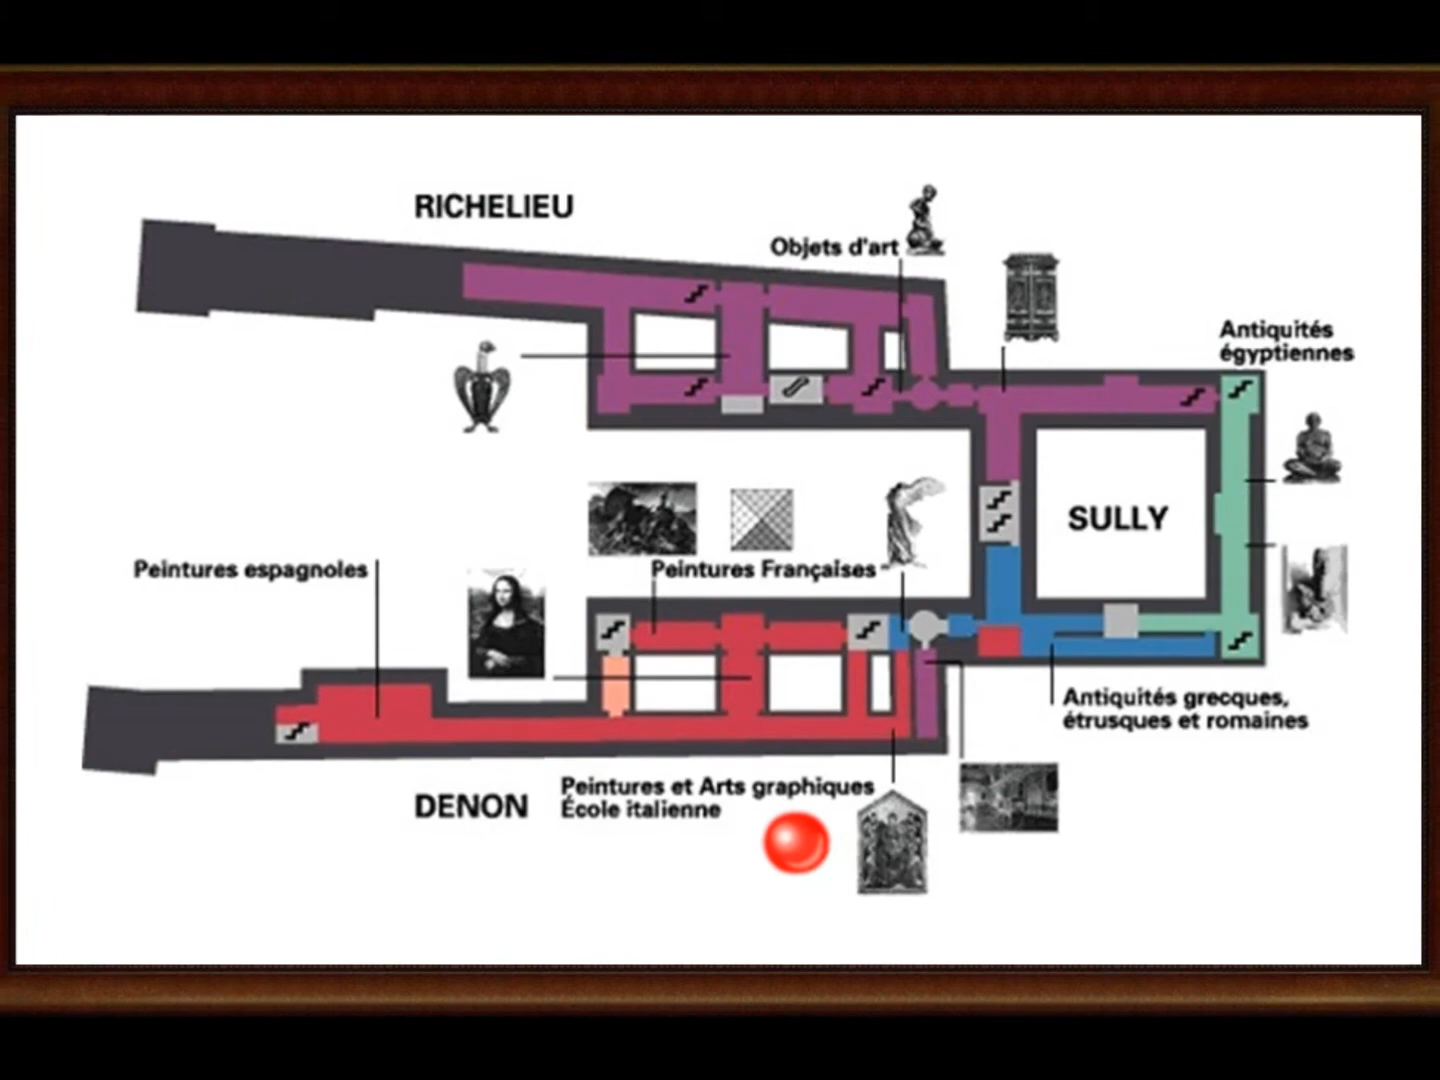 RICHELIEU
Objets d'art
Antiquités
égyptiennes
SULLY
Peintures espagnoles
Peintures Françaises
Antiquités grecques,
étrusques et romaines
DENON
Peintures et Arts graphiques
École italienne